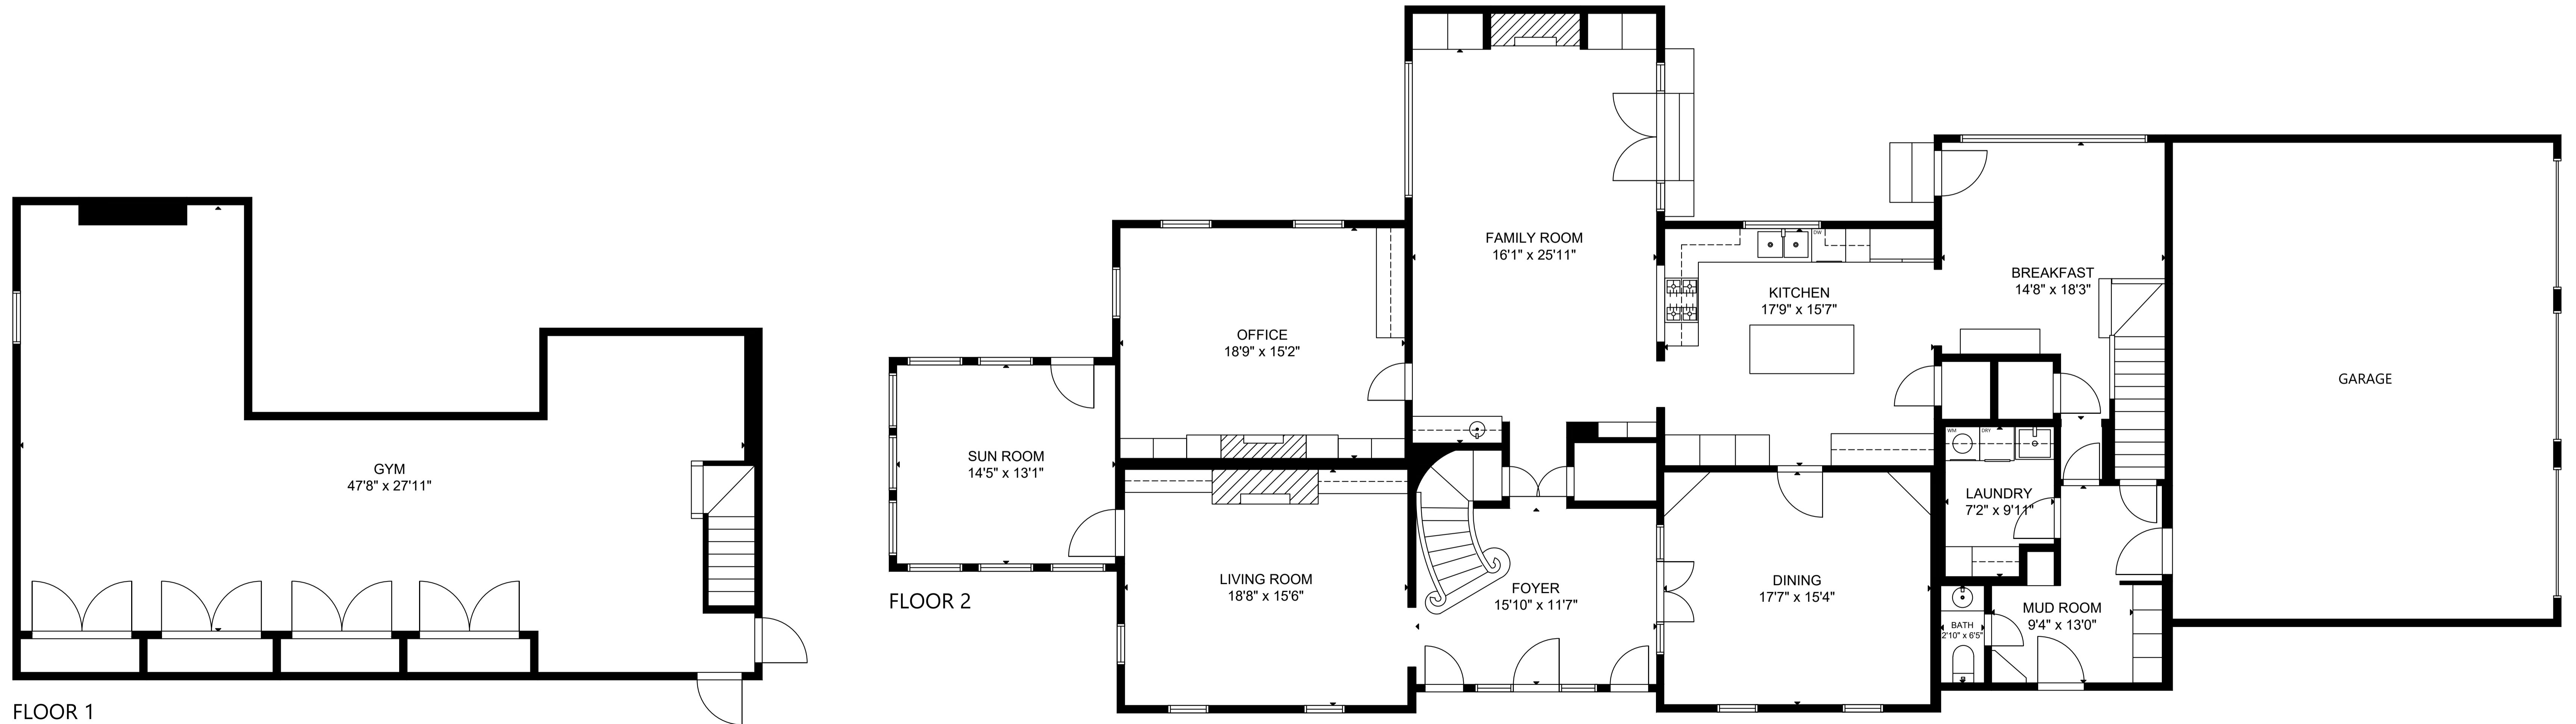 GYM
47'8" x 27'11"
FLOOR 1
FAMILY ROOM
16'1" x 25'11"
OFFICE
18'9" x 15'2"
SUN ROOM
14'5" x 13'1"
FLOOR 2
LIVING ROOM
18'8" x 15'6"
FOYER
15'10" x 11'7"
DW
KITCHEN
17'9" x 15'7"
DINING
17'7" x 15'4"
BREAKFAST
14'8" x 18'3"
WM
DRY
LAUNDRY
7'2" x 9'11"
BATH
2'10" x 6'5"
MUD ROOM
9'4" x 13'0"
GARAGE